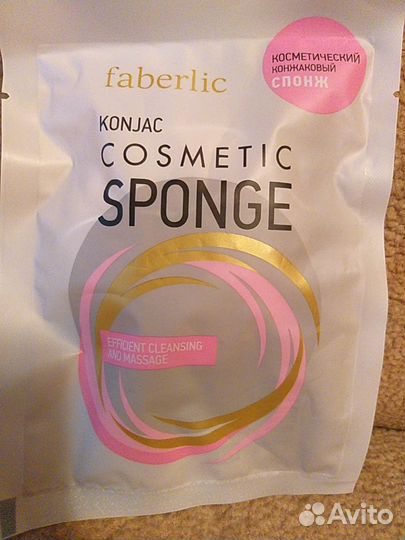 faberlic
КОСМЕТИЧЕСКИЙ
КОНЖАКОВЫЙ
СПОНЖ
KONJAC
COSMETIC
SPONGE
EFFICIENT CLEANSING
AND MASSAGE
Avito